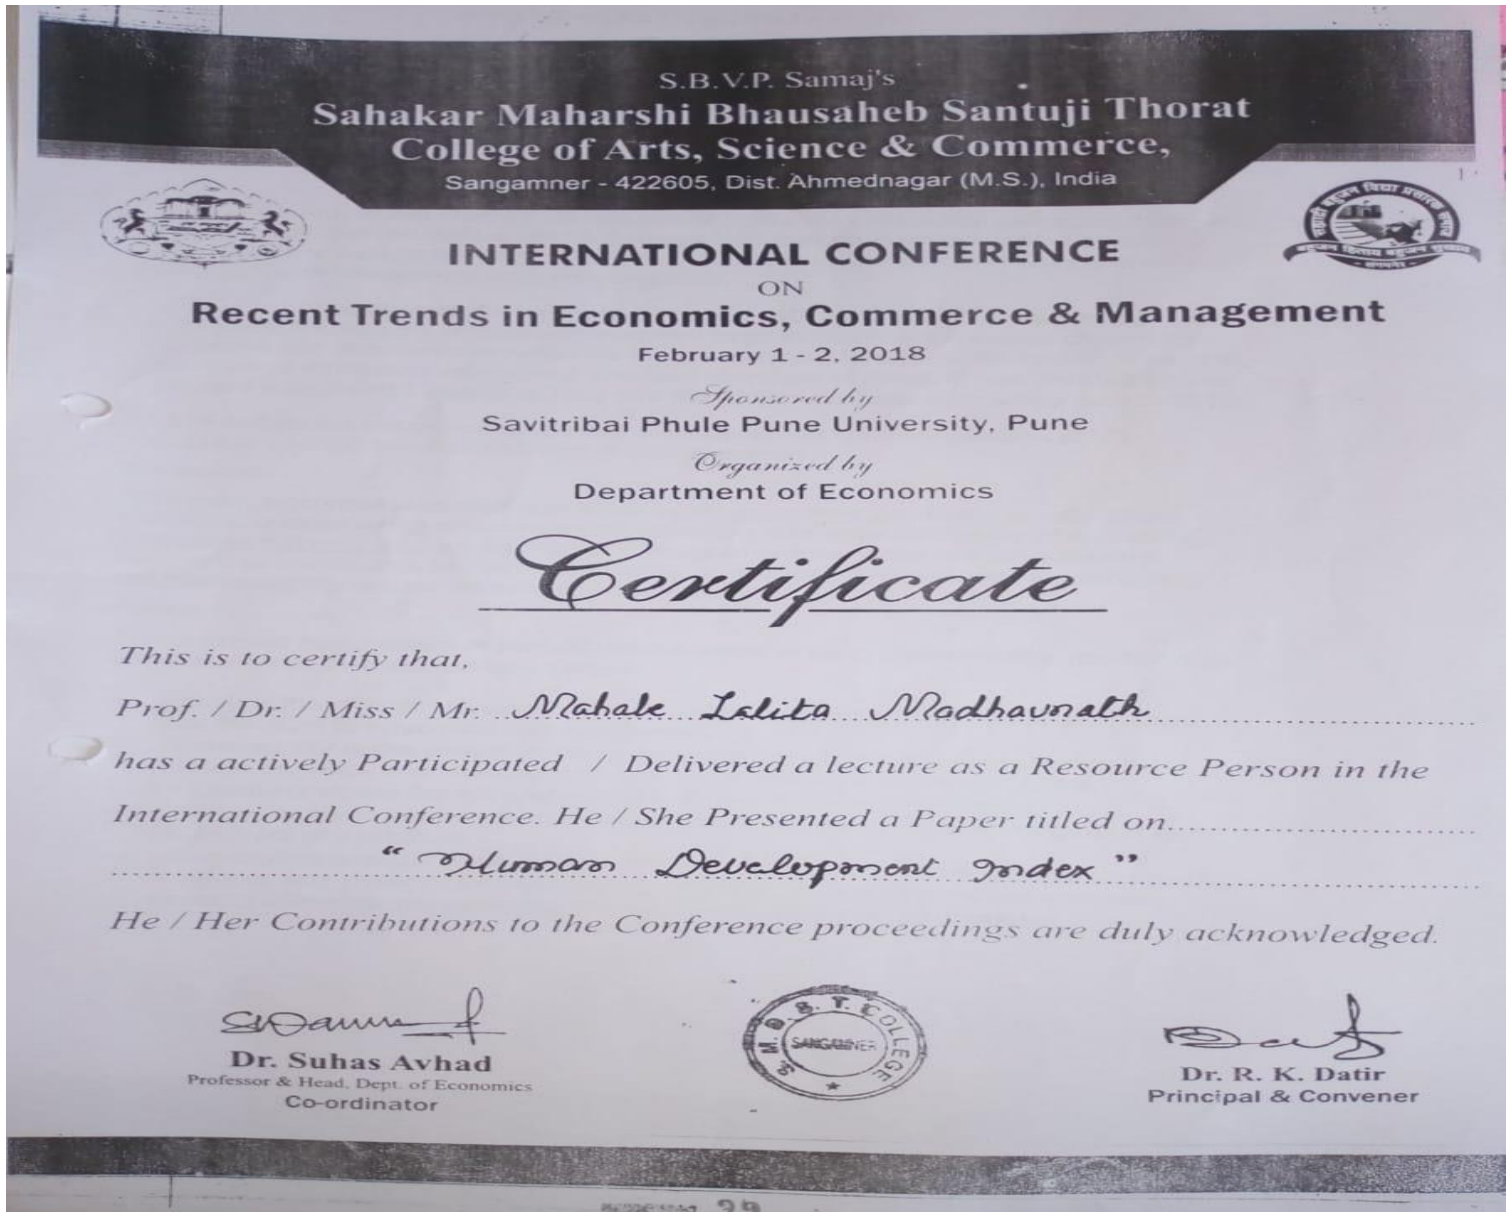 S.B.V.P. Samaj's
Sahakar Maharshi Bhausaheb Santuji Thorat
College of Arts, Science & Commerce,
Sangamner - 422605, Dist. Ahmednagar (M.S.), India
INTERNATIONAL CONFERENCE
ON
Recent Trends in Economics, Commerce & Management
February 1 - 2, 2018
Sponsored by
Savitribai Phule Pune University, Pune
Organized by
Department of Economics
Certificate
This is to certify that,
Prof. / Dr. / Miss / Mr. Mahale Lalita Madhavnath
has a actively Participated / Delivered a lecture as a Resource Person in the
International Conference. He / She Presented a Paper titled on
"Human Development Index"
He / Her Contributions to the Conference proceedings are duly acknowledged.
S. M. B. S. T. COLLEGE
SANGAMNER
Dr. Suhas Avhad
Professor & Head, Dept. of Economics
Co-ordinator
Dr. R. K. Datir
Principal & Convener